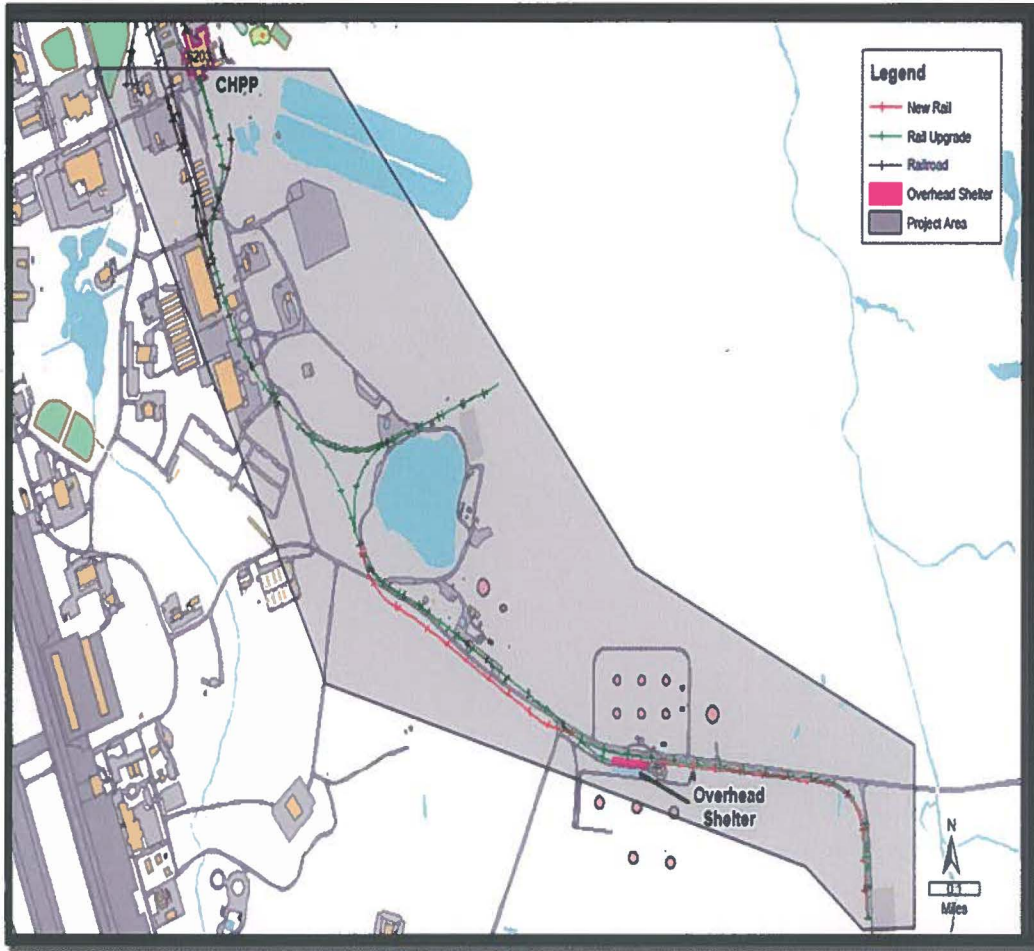 CHPP
Legend
New Rail
Rail Upgrade
Railroad
Overhead Shelter
Project Area
Overhead
Shelter
N
0.1
Miles